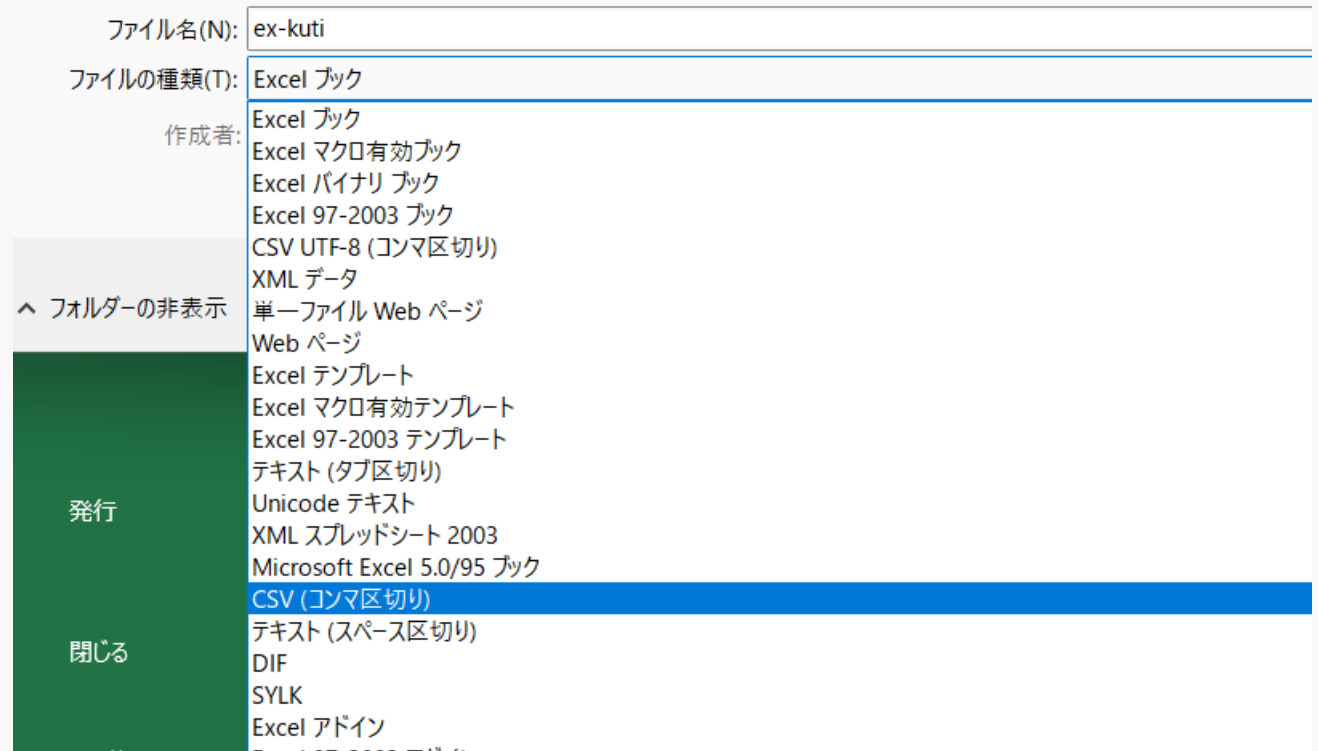 ファイル名(N): ex-kuti
ファイルの種類(T): Excel ブック
作成者:
Excel ブック
Excel マクロ有効ブック
Excel バイナリ ブック
Excel 97-2003 ブック
CSV UTF-8 (コンマ区切り)
XML データ
フォルダーの非表示
単一ファイル Web ページ
Web ページ
Excel テンプレート
Excel マクロ有効テンプレート
Excel 97-2003 テンプレート
テキスト (タブ区切り)
Unicode テキスト
発行
XML スプレッドシート 2003
Microsoft Excel 5.0/95 ブック
CSV (コンマ区切り)
テキスト (スペース区切り)
閉じる
DIF
SYLK
Excel アドイン